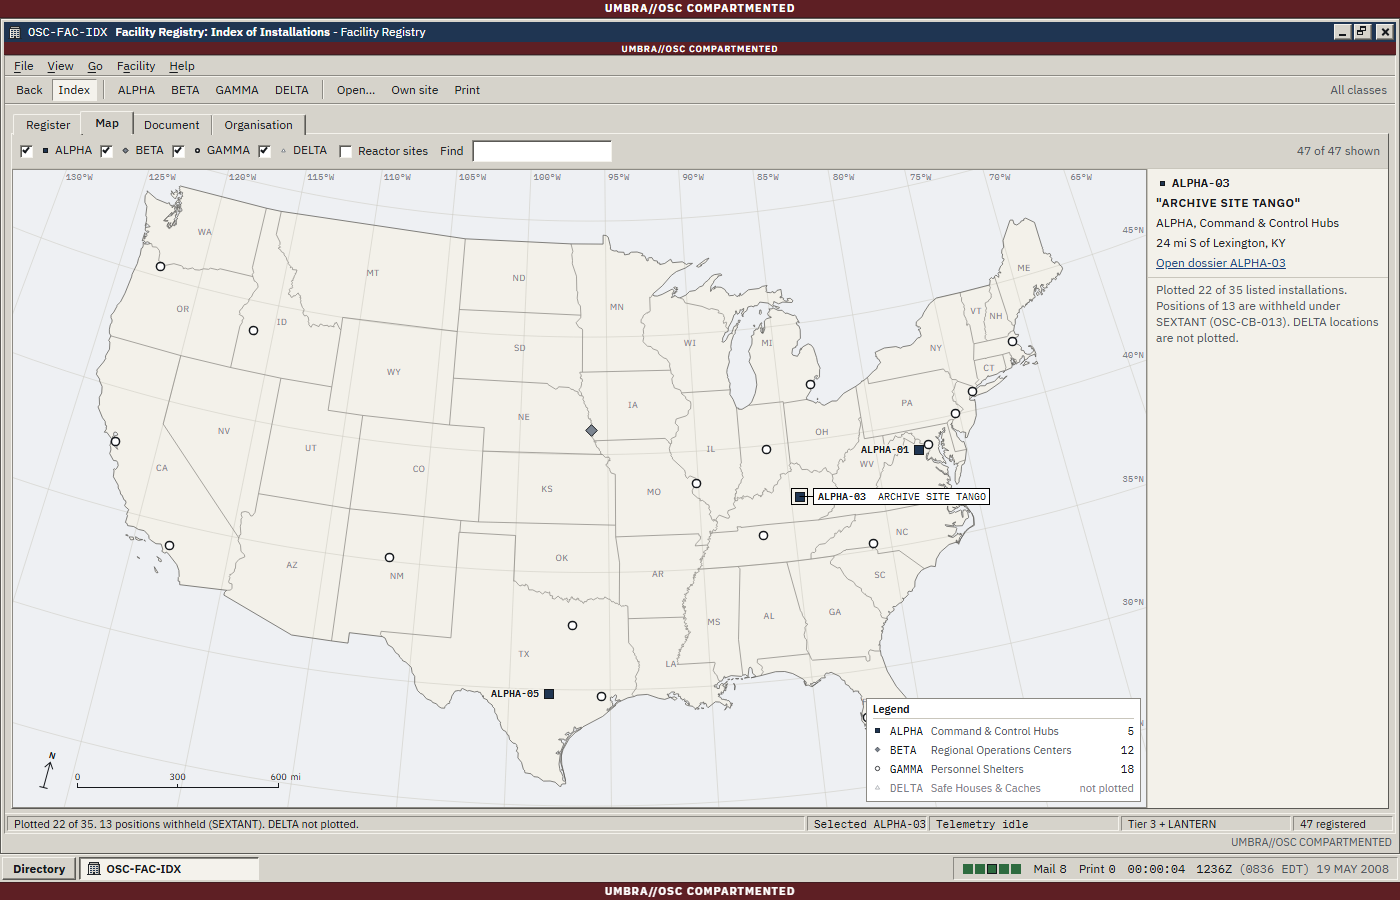 UMBRA//OSC COMPARTMENTED
OSC-FAC-IDX Facility Registry: Index of Installations - Facility Registry
UMBRA//OSC COMPARTMENTED
File View Go Facility Help
Back Index ALPHA BETA GAMMA DELTA Open... Own site Print All classes
Register Map Document Organisation
ALPHA BETA GAMMA DELTA Reactor sites Find 47 of 47 shown
130°W 125°W 120°W 115°W 110°W 105°W 100°W 95°W 90°W 85°W 80°W 75°W 70°W 65°W
45°N
40°N
35°N
30°N
WA
MT
ND
ME
OR
ID
MN
SD
WI
MI
VT
NH
NY
WY
CT
NE
IA
PA
NV
OH
UT
CO
IL
ALPHA-01
CA
WV
KS
MO
ALPHA-03 ARCHIVE SITE TANGO
NC
AZ
NM
OK
AR
SC
MS
AL
GA
TX
LA
ALPHA-05
N
0 300 600 mi
Legend
ALPHA Command & Control Hubs 5
BETA Regional Operations Centers 12
GAMMA Personnel Shelters 18
DELTA Safe Houses & Caches not plotted
ALPHA-03
"ARCHIVE SITE TANGO"
ALPHA, Command & Control Hubs
24 mi S of Lexington, KY
Open dossier ALPHA-03
Plotted 22 of 35 listed installations.
Positions of 13 are withheld under
SEXTANT (OSC-CB-013). DELTA locations
are not plotted.
Plotted 22 of 35. 13 positions withheld (SEXTANT). DELTA not plotted. Selected ALPHA-03 Telemetry idle Tier 3 + LANTERN 47 registered
UMBRA//OSC COMPARTMENTED
Directory OSC-FAC-IDX Mail 8 Print 0 00:00:04 1236Z (0836 EDT) 19 MAY 2008
UMBRA//OSC COMPARTMENTED